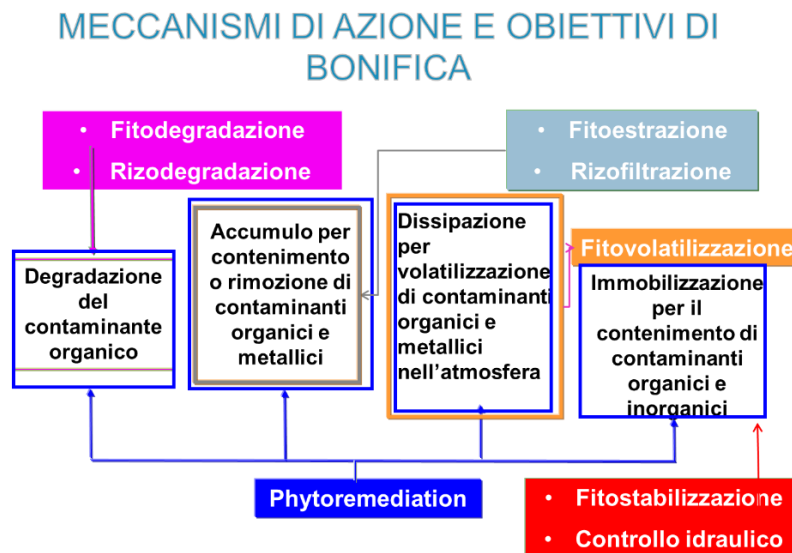 MECCANISMI DI AZIONE E OBIETTIVI DI
BONIFICA
• Fitodegradazione
• Rizodegradazione
• Fitoestrazione
• Rizofiltrazione
Degradazione
del
contaminante
organico
Accumulo per
contenimento
o rimozione di
contaminanti
organici e
metallici
Dissipazione
per
volatilizzazione
di contaminanti
organici e
metallici
nell'atmosfera
Fitovolatilizzazione
Immobilizzazione
per il
contenimento di
contaminanti
organici e
inorganici
Phytoremediation
• Fitostabilizzazione
• Controllo idraulico